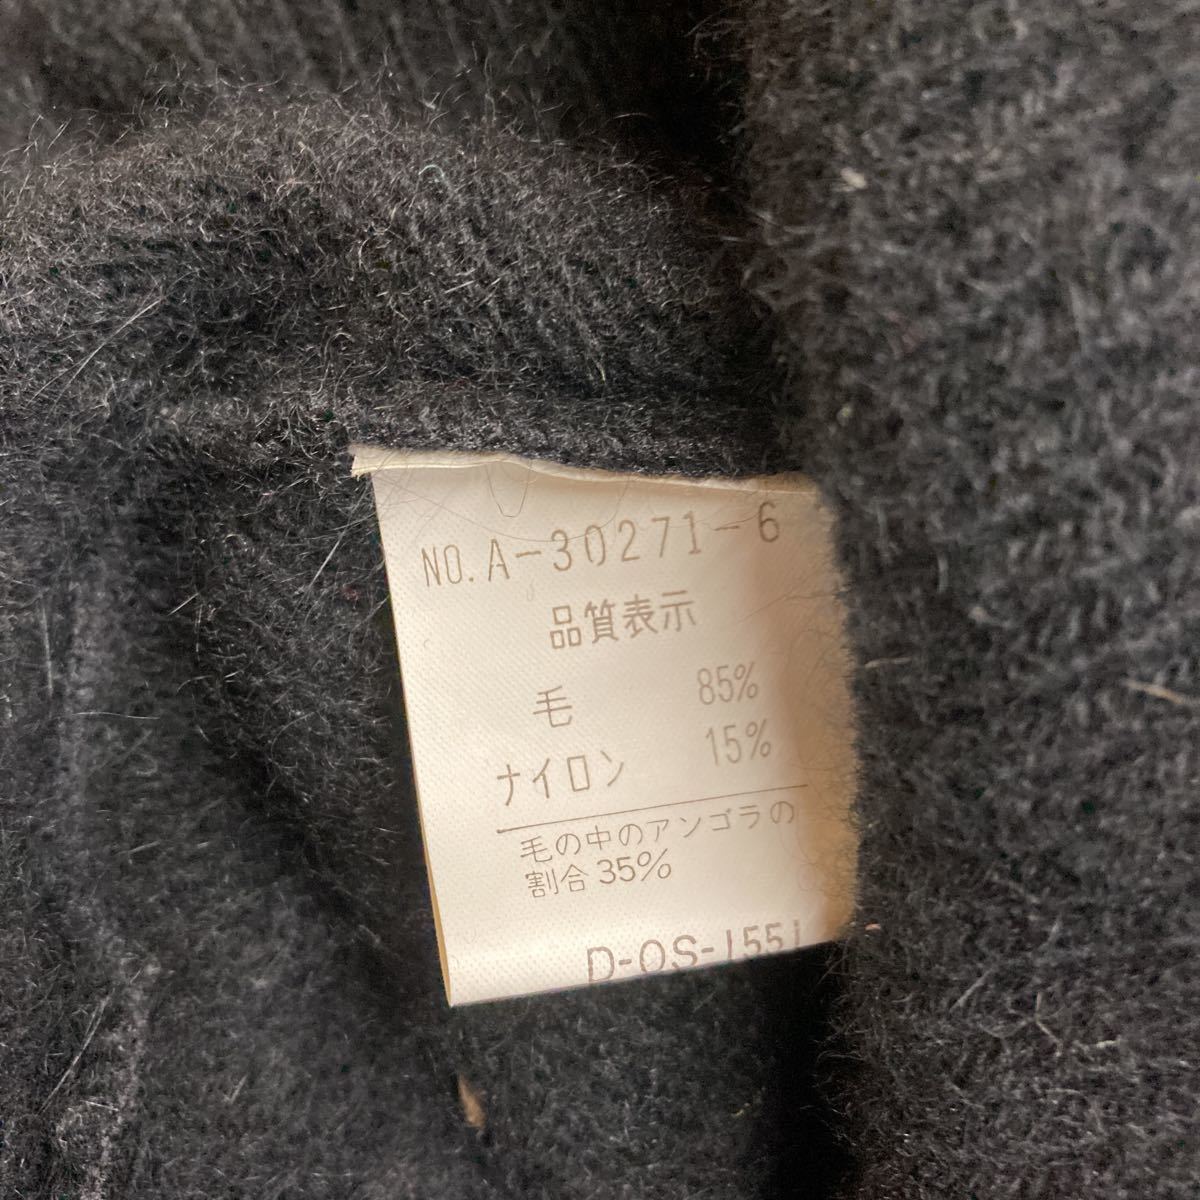 NO. A-30271-6
品質表示
毛 85%
ナイロン 15%
毛の中のアンゴラの
割合 35%
D-OS-1551